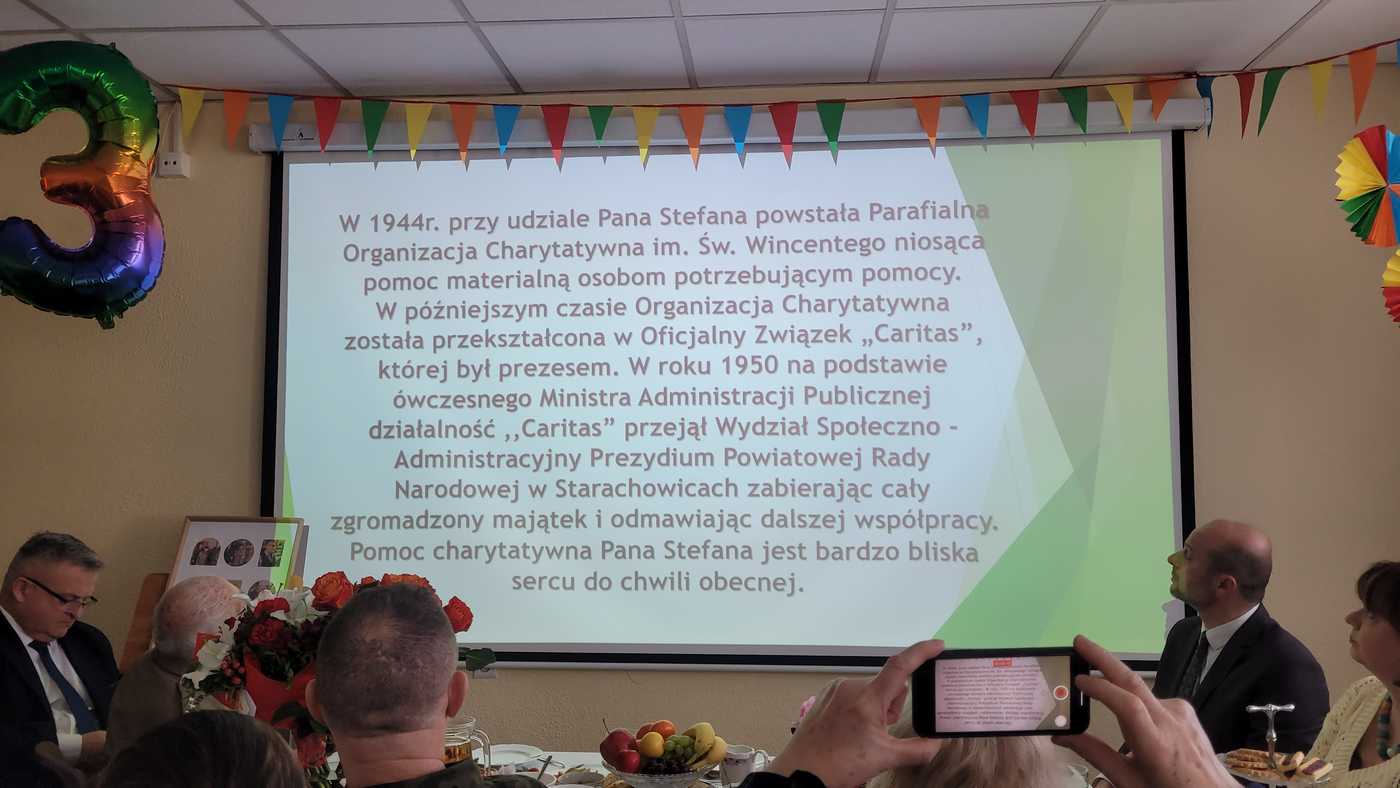 3
W 1944r. przy udziale Pana Stefana powstała Parafialna
Organizacja Charytatywna im. Św. Wincentego niosąca
pomoc materialną osobom potrzebującym pomocy.
W późniejszym czasie Organizacja Charytatywna
została przekształcona w Oficjalny Związek „Caritas”,
której był prezesem. W roku 1950 na podstawie
ówczesnego Ministra Administracji Publicznej
działalność ,,Caritas” przejął Wydział Społeczno -
Administracyjny Prezydium Powiatowej Rady
Narodowej w Starachowicach zabierając cały
zgromadzony majątek i odmawiając dalszej współpracy.
Pomoc charytatywna Pana Stefana jest bardzo bliska
sercu do chwili obecnej.